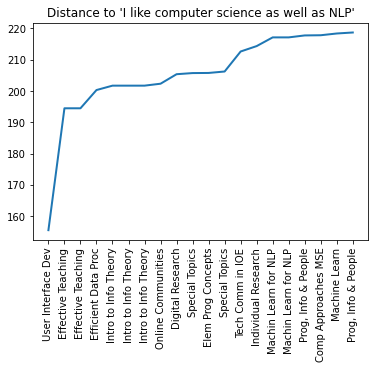 Distance to 'I like computer science as well as NLP'
220
210
200
190
180
170
160
User Interface Dev
Effective Teaching
Effective Teaching
Efficient Data Proc
Intro to Info Theory
Intro to Info Theory
Intro to Info Theory
Online Communities
Digital Research
Special Topics
Elem Prog Concepts
Special Topics
Tech Comm in IOE
Individual Research
Machin Learn for NLP
Machin Learn for NLP
Prog, Info & People
Comp Approaches MSE
Machine Learn
Prog, Info & People